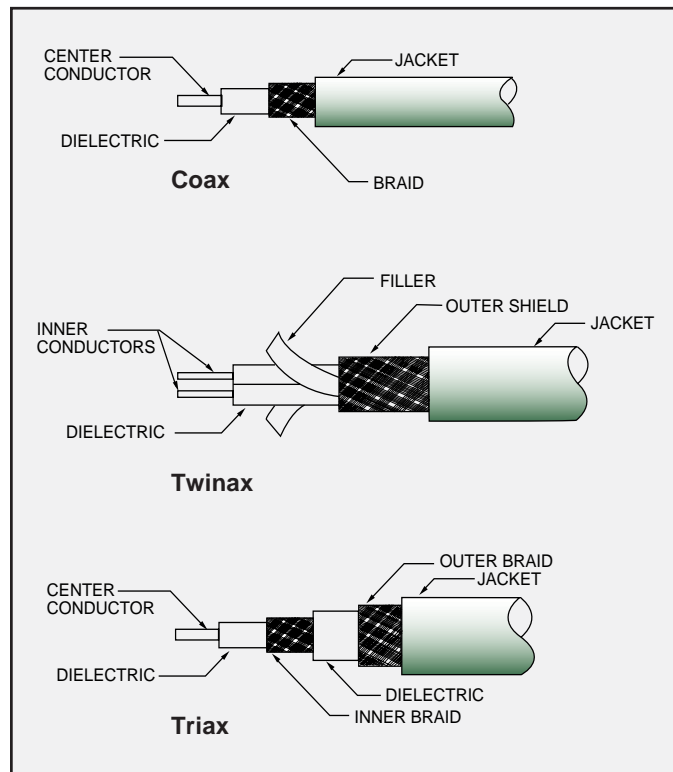 CENTER
CONDUCTOR
JACKET
DIELECTRIC
Coax
BRAID
FILLER
OUTER SHIELD
JACKET
INNER
CONDUCTORS
DIELECTRIC
Twinax
OUTER BRAID
JACKET
CENTER
CONDUCTOR
DIELECTRIC
DIELECTRIC
INNER BRAID
Triax